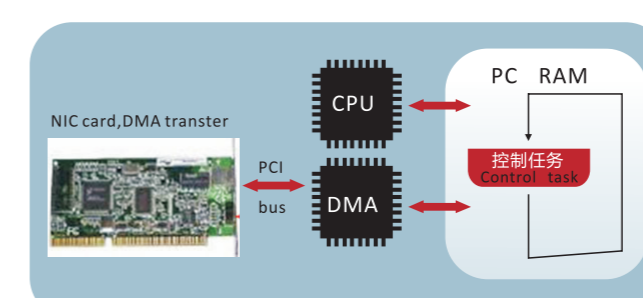 NIC card,DMA transter
PCI
bus
CPU
DMA
PC RAM
控制任务
Control task